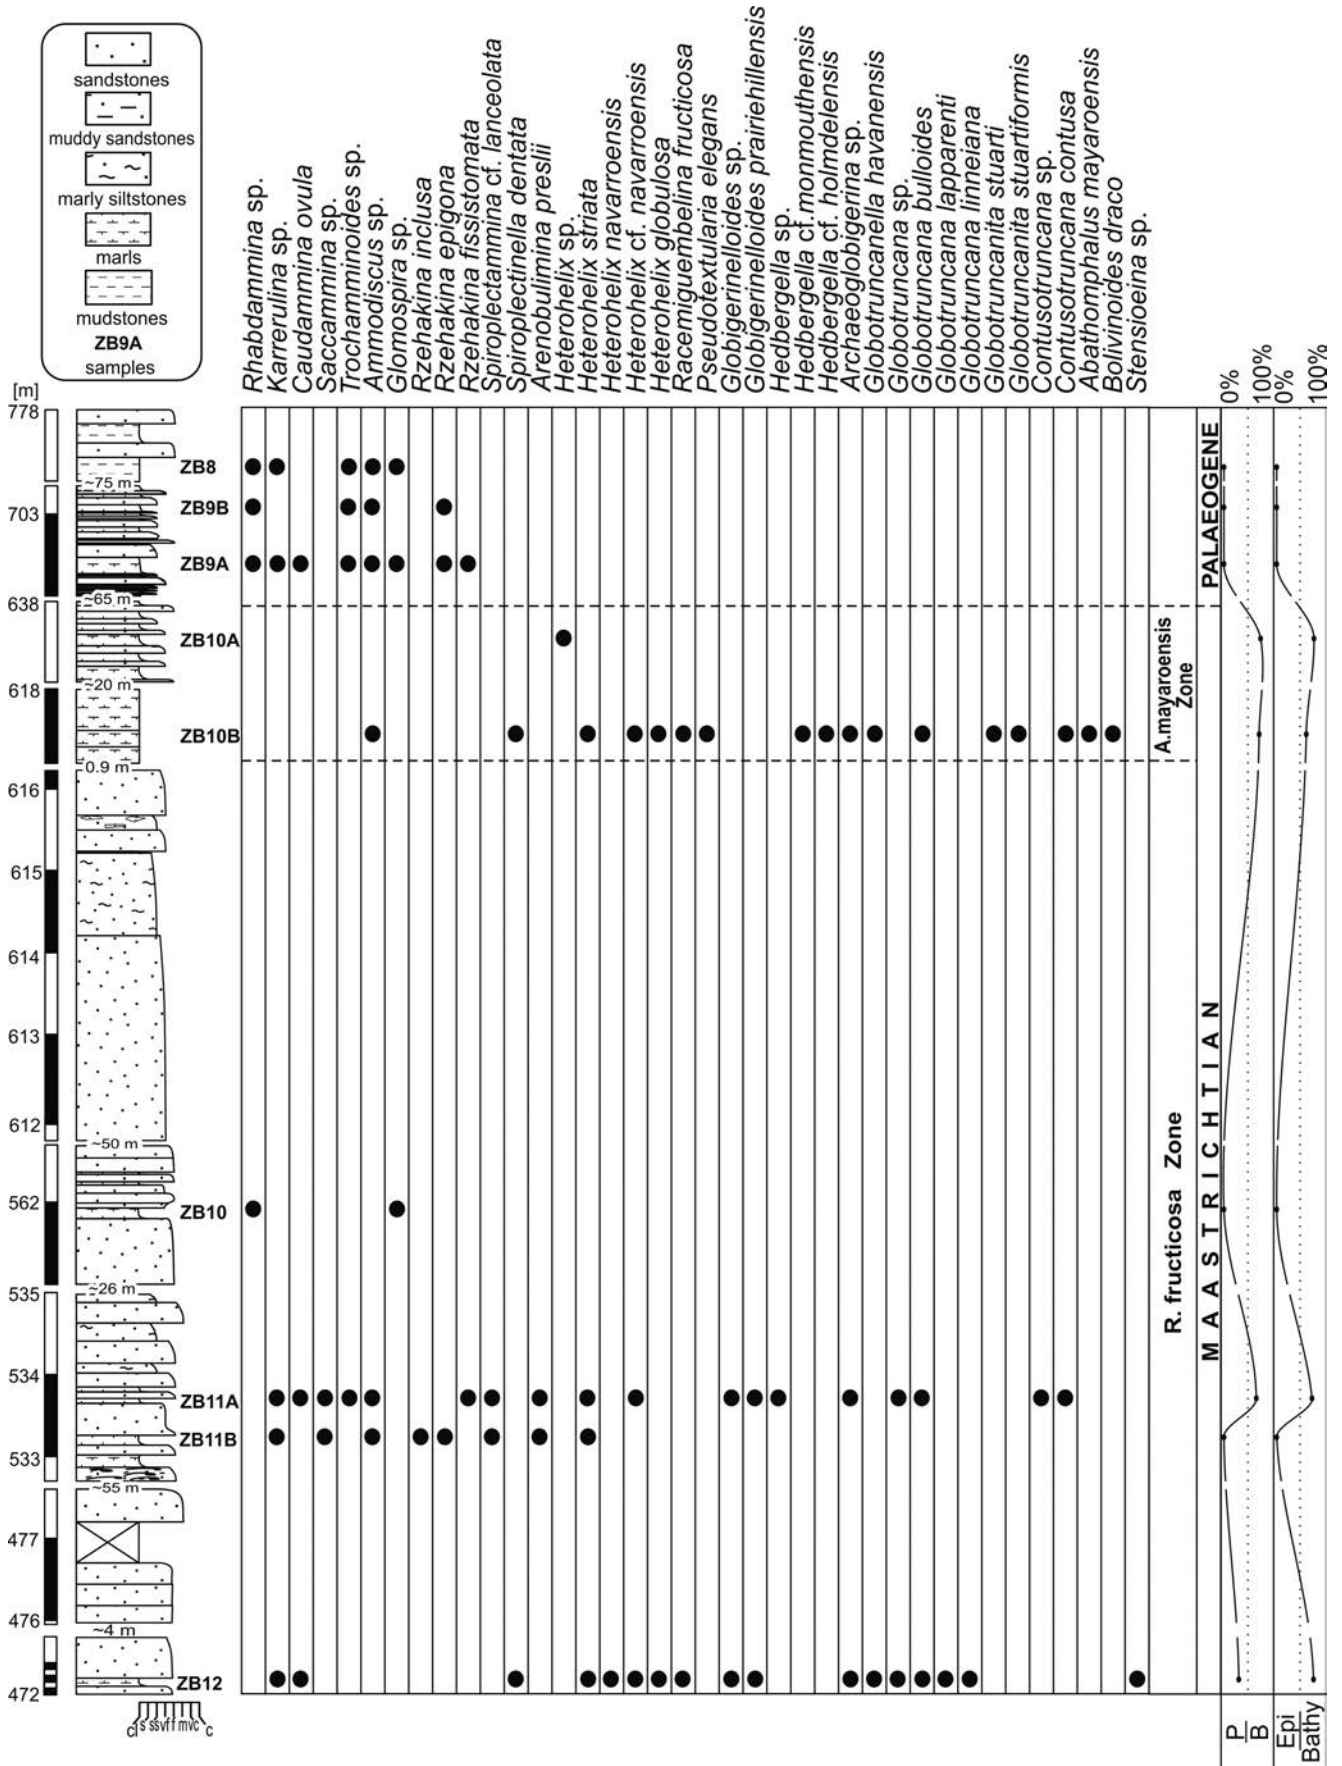 sandstones
muddy sandstones
marly siltstones
marls
mudstones
ZB9A
samples
Rhabdammina sp.
Karrerulina sp.
Caudammina ovula
Saccammina sp.
Trochamminoides sp.
Ammodiscus sp.
Glomospira sp.
Rzehakina inclusa
Rzehakina epigona
Rzehakina fissistomata
Spiroplectammina cf. lanceolata
Spiroplectinella dentata
Arenobulimina preslii
Heterohelix sp.
Heterohelix striata
Heterohelix navarroensis
Heterohelix cf. navarroensis
Heterohelix globulosa
Racemiguembelina fructicosa
Pseudotextularia elegans
Globigerinelloides sp.
Globigerinelloides prairiehillensis
Hedbergella sp.
Hedbergella cf.monmouthensis
Hedbergella cf. holmdelensis
Archaeoglobigerina sp.
Globotruncanella havanensis
Globotruncana sp.
Globotruncana bulloides
Globotruncana lapparenti
Globotruncana linneiana
Globotruncanita stuarti
Globotruncanita stuartiformis
Contusotruncana sp.
Contusotruncana contusa
Abathomphalus mayaroensis
Bolivinoides draco
Stensioeina sp.
0%
100%
0%
100%
[m]
778
ZB8
~75 m
703
ZB9B
ZB9A
PALAEOGENE
638
~65 m
ZB10A
A.mayaroensis
Zone
618
~20 m
ZB10B
0.9 m
616
615
614
613
612
~50 m
562
ZB10
R. fructicosa Zone
MAASTRICHTIAN
535
~26 m
534
ZB11A
ZB11B
533
~55 m
477
476
~4 m
ZB12
472
cl s ssvf f mvc c
P
B
Epi
Bathy